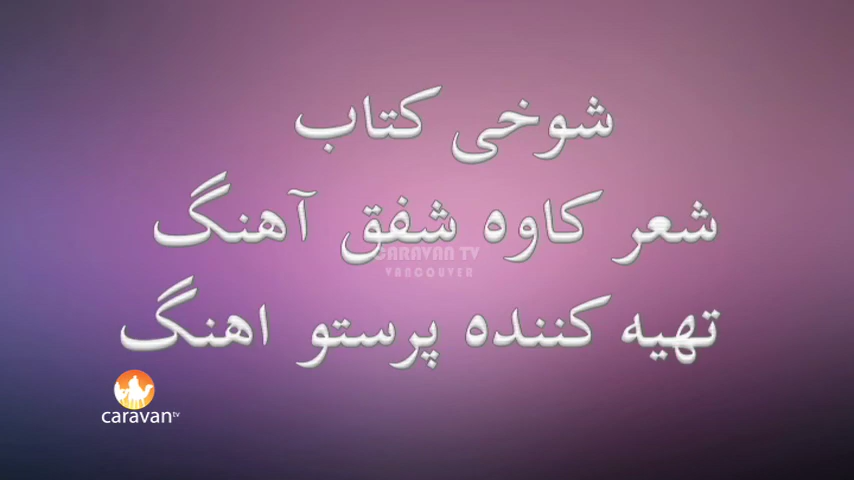 شوخی کتاب
شعر کاوه شفق آهنگ
CARAVAN TV
VANCOUVER
تهیه کننده پرستو اهنگ
caravan tv